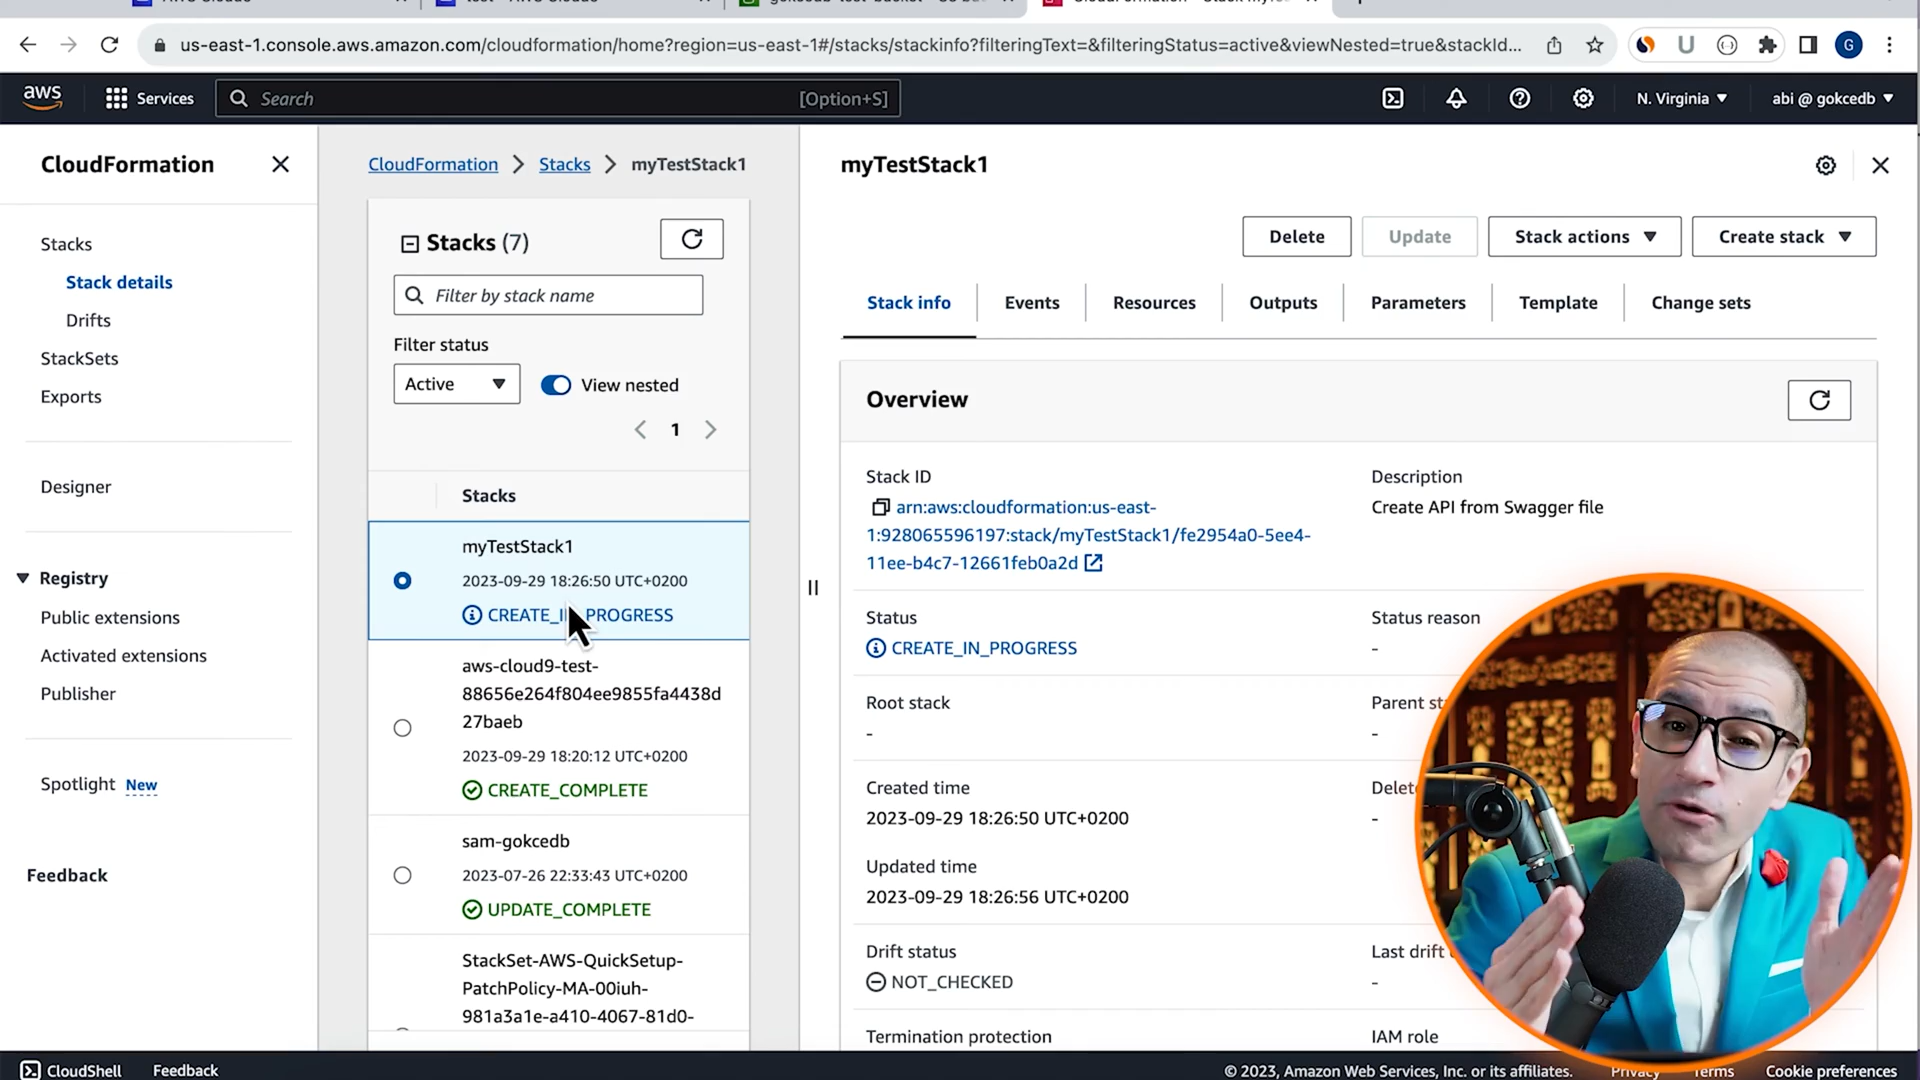 us-east-1.console.aws.amazon.com/cloudformation/home?region=us-east-1#/stacks/stackinfo?filteringText=&filteringStatus=active&viewNested=true&stackId...
G
aws
Services
Search
[Option+S]
N. Virginia
abi @ gokcedb
CloudFormation
Stacks
Stack details
Drifts
StackSets
Exports
Designer
Registry
Public extensions
Activated extensions
Publisher
Spotlight New
Feedback
CloudFormation
Stacks
myTestStack1
Stacks (7)
Filter by stack name
Filter status
Active
View nested
1
Stacks
myTestStack1
2023-09-29 18:26:50 UTC+0200
CREATE_IN_PROGRESS
aws-cloud9-test-
88656e264f804ee9855fa4438d
27baeb
2023-09-29 18:20:12 UTC+0200
CREATE_COMPLETE
sam-gokcedb
2023-07-26 22:33:43 UTC+0200
UPDATE_COMPLETE
StackSet-AWS-QuickSetup-
PatchPolicy-MA-00iuh-
981a3a1e-a410-4067-81d0-
myTestStack1
Delete
Update
Stack actions
Create stack
Stack info
Events
Resources
Outputs
Parameters
Template
Change sets
Overview
Stack ID
arn:aws:cloudformation:us-east-
1:928065596197:stack/myTestStack1/fe2954a0-5ee4-
11ee-b4c7-12661feb0a2d
Description
Create API from Swagger file
Status
CREATE_IN_PROGRESS
Status reason
-
Root stack
-
Parent st
-
Created time
2023-09-29 18:26:50 UTC+0200
Delete
-
Updated time
2023-09-29 18:26:56 UTC+0200
Drift status
NOT_CHECKED
Last drift
-
Termination protection
IAM role
CloudShell
Feedback
© 2023, Amazon Web Services, Inc. or its affiliates.
Privacy
Terms
Cookie preferences